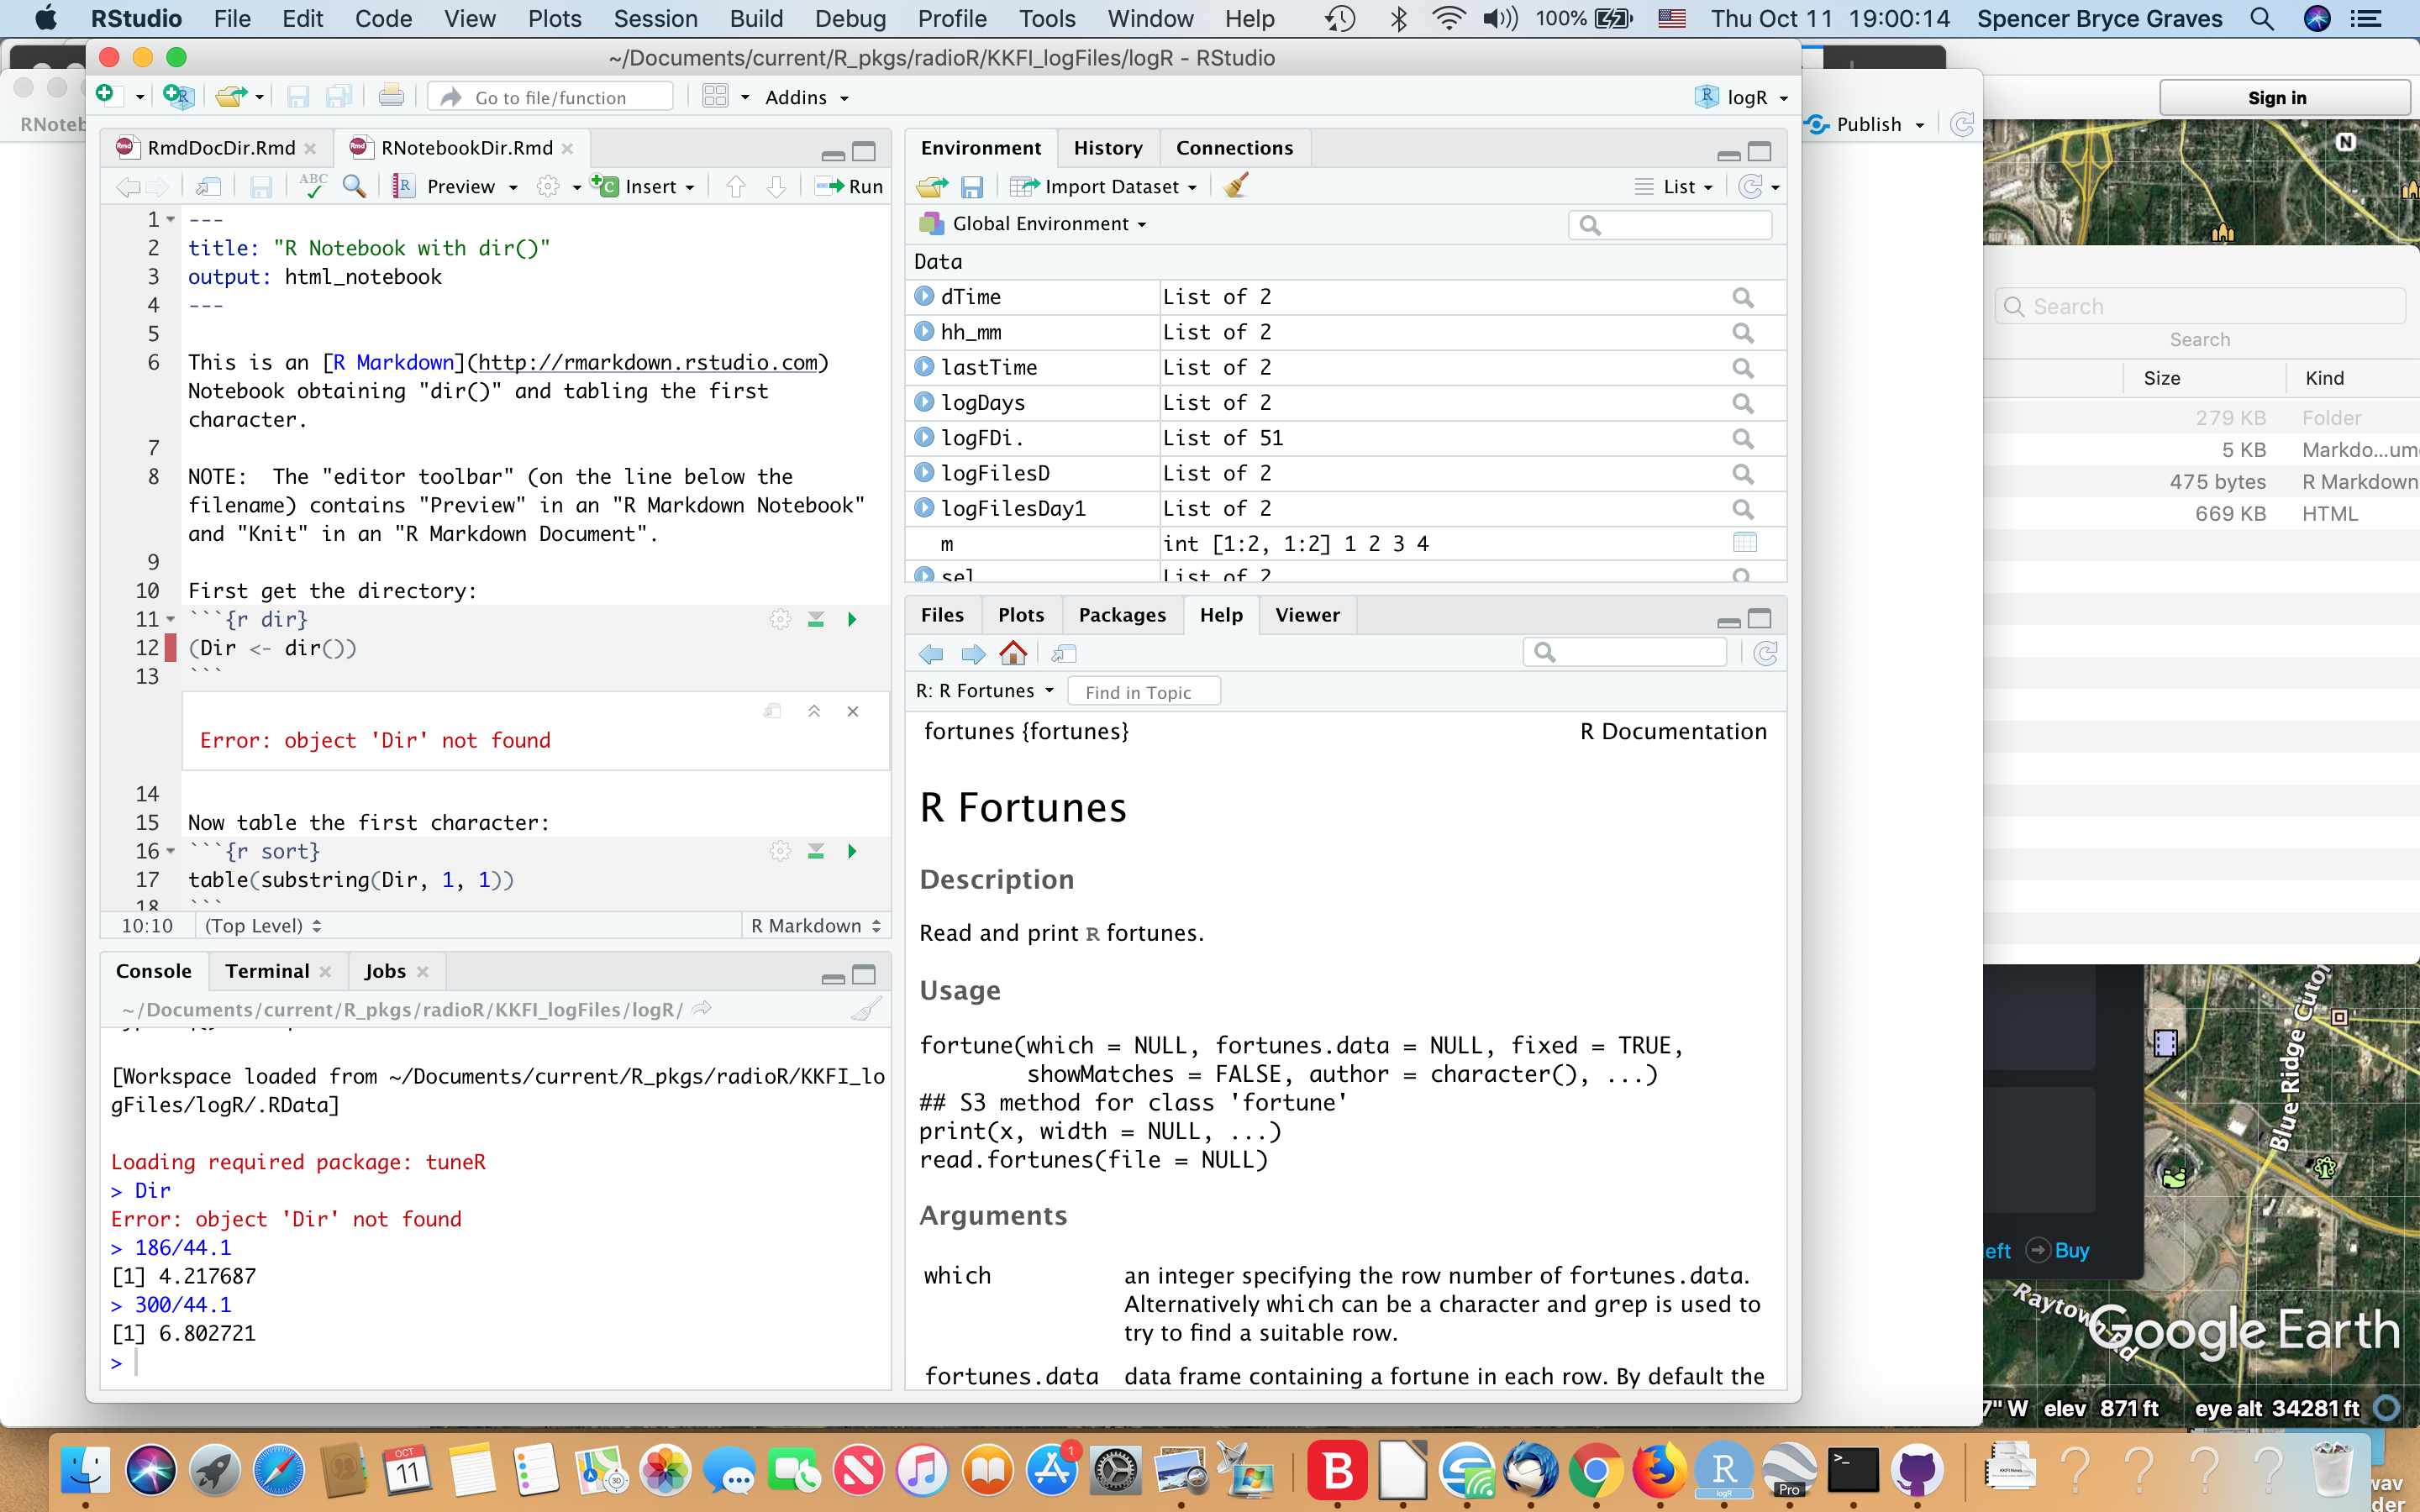 RStudio File Edit Code View Plots Session Build Debug Profile Tools Window Help 100% Thu Oct 11 19:00:14 Spencer Bryce Graves
~/Documents/current/R_pkgs/radioR/KKFI_logFiles/logR - RStudio
Go to file/function Addins logR
RNoteb
Publish
Sign in
N
RmdDocDir.Rmd RNotebookDir.Rmd
ABC Preview Insert Run
1 ---
2 title: "R Notebook with dir()"
3 output: html_notebook
4 ---
5
6 This is an [R Markdown](http://rmarkdown.rstudio.com)
Notebook obtaining "dir()" and tabling the first
character.
7
8 NOTE:  The "editor toolbar" (on the line below the
filename) contains "Preview" in an "R Markdown Notebook"
and "Knit" in an "R Markdown Document".
9
10 First get the directory:
11 ```{r dir}
12 (Dir <- dir())
13 ```
Error: object 'Dir' not found
14
15 Now table the first character:
16 ```{r sort}
17 table(substring(Dir, 1, 1))
18 ```
10:10 (Top Level) R Markdown
Console Terminal Jobs
~/Documents/current/R_pkgs/radioR/KKFI_logFiles/logR/
[Workspace loaded from ~/Documents/current/R_pkgs/radioR/KKFI_lo
gFiles/logR/.RData]
Loading required package: tuneR
> Dir
Error: object 'Dir' not found
> 186/44.1
[1] 4.217687
> 300/44.1
[1] 6.802721
>
Environment History Connections
Import Dataset List
Global Environment
Data
dTime List of 2
hh_mm List of 2
lastTime List of 2
logDays List of 2
logFDi. List of 51
logFilesD List of 2
logFilesDay1 List of 2
m int [1:2, 1:2] 1 2 3 4
sel List of 2
Files Plots Packages Help Viewer
R: R Fortunes Find in Topic
fortunes {fortunes} R Documentation
R Fortunes
Description
Read and print R fortunes.
Usage
fortune(which = NULL, fortunes.data = NULL, fixed = TRUE,
showMatches = FALSE, author = character(), ...)
## S3 method for class 'fortune'
print(x, width = NULL, ...)
read.fortunes(file = NULL)
Arguments
which an integer specifying the row number of fortunes.data.
Alternatively which can be a character and grep is used to
try to find a suitable row.
fortunes.data data frame containing a fortune in each row. By default the
Search
Search
Size Kind
279 KB Folder
5 KB Markdo...um
475 bytes R Markdown
669 KB HTML
Blue Ridge Cuto
left Buy
Raytow
Google Earth
7" W elev 871 ft eye alt 34281 ft
OCT
11
3D
1
B
R
logR
Pro
>_
KKFI News
? ? ? ?
wav
der